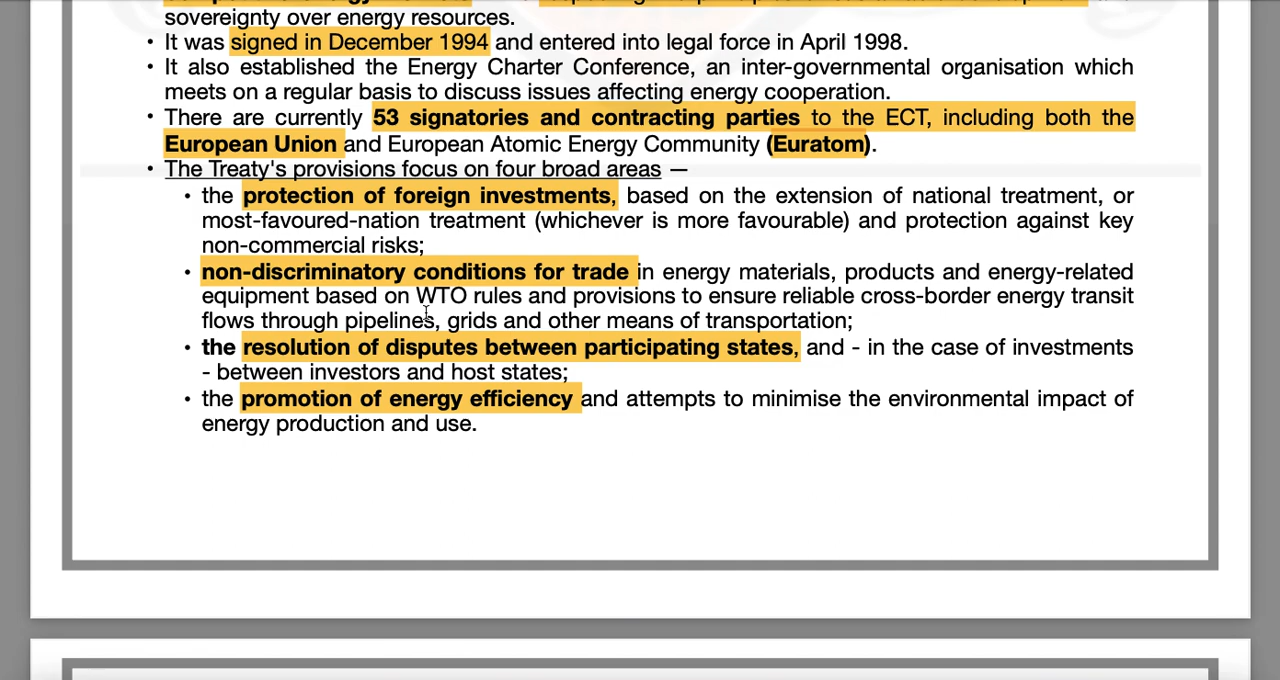 sovereignty over energy resources.
• It was signed in December 1994 and entered into legal force in April 1998.
• It also established the Energy Charter Conference, an inter-governmental organisation which
meets on a regular basis to discuss issues affecting energy cooperation.
• There are currently 53 signatories and contracting parties to the ECT, including both the
European Union and European Atomic Energy Community (Euratom).
• The Treaty's provisions focus on four broad areas —
• the protection of foreign investments, based on the extension of national treatment, or
most-favoured-nation treatment (whichever is more favourable) and protection against key
non-commercial risks;
• non-discriminatory conditions for trade in energy materials, products and energy-related
equipment based on WTO rules and provisions to ensure reliable cross-border energy transit
flows through pipelines, grids and other means of transportation;
• the resolution of disputes between participating states, and - in the case of investments
- between investors and host states;
• the promotion of energy efficiency and attempts to minimise the environmental impact of
energy production and use.